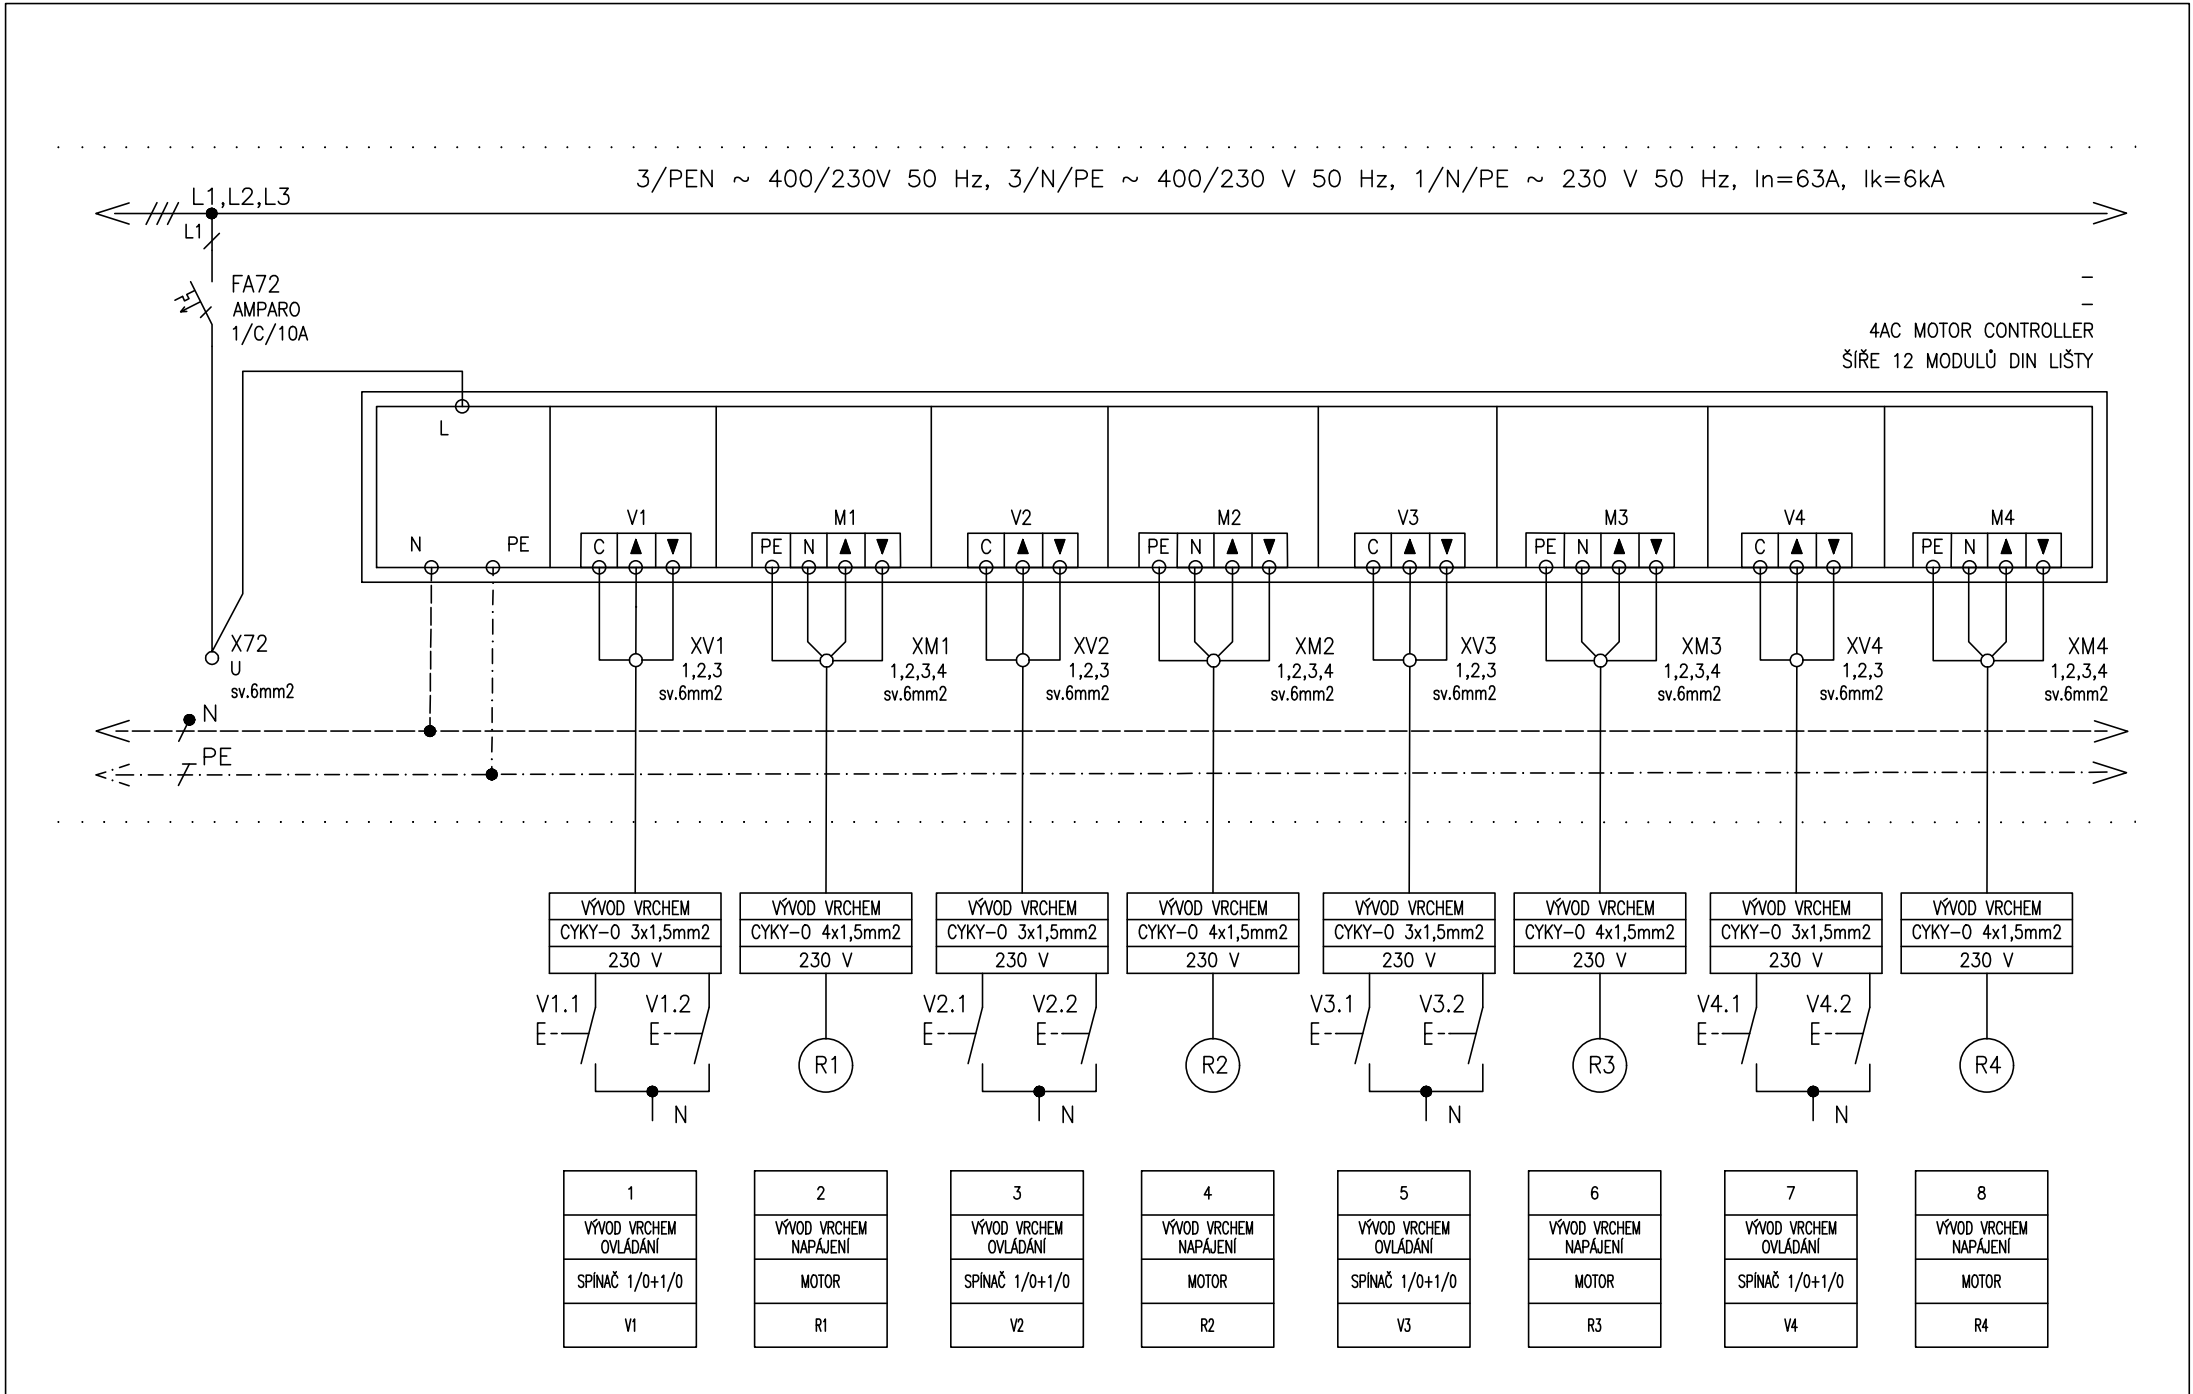 3/PEN ~ 400/230V 50 Hz, 3/N/PE ~ 400/230 V 50 Hz, 1/N/PE ~ 230 V 50 Hz, In=63A, Ik=6kA
L1,L2,L3
L1
FA72
AMPARO
1/C/10A
4AC MOTOR CONTROLLER
ŠÍŘE 12 MODULŮ DIN LIŠTY
L
V1 M1 V2 M2 V3 M3 V4 M4
N PE C ▲ ▼ PE N ▲ ▼ C ▲ ▼ PE N ▲ ▼ C ▲ ▼ PE N ▲ ▼ C ▲ ▼ PE N ▲ ▼
X72 XV1 XM1 XV2 XM2 XV3 XM3 XV4 XM4
U 1,2,3 1,2,3,4 1,2,3 1,2,3,4 1,2,3 1,2,3,4 1,2,3 1,2,3,4
sv.6mm2 sv.6mm2 sv.6mm2 sv.6mm2 sv.6mm2 sv.6mm2 sv.6mm2 sv.6mm2 sv.6mm2
N
PE
VÝVOD VRCHEM VÝVOD VRCHEM VÝVOD VRCHEM VÝVOD VRCHEM VÝVOD VRCHEM VÝVOD VRCHEM VÝVOD VRCHEM VÝVOD VRCHEM
CYKY-O 3x1,5mm2 CYKY-O 4x1,5mm2 CYKY-O 3x1,5mm2 CYKY-O 4x1,5mm2 CYKY-O 3x1,5mm2 CYKY-O 4x1,5mm2 CYKY-O 3x1,5mm2 CYKY-O 4x1,5mm2
230 V 230 V 230 V 230 V 230 V 230 V 230 V 230 V
V1.1 V1.2 V2.1 V2.2 V3.1 V3.2 V4.1 V4.2
R1 R2 R3 R4
N N N N
1 2 3 4 5 6 7 8
VÝVOD VRCHEM VÝVOD VRCHEM VÝVOD VRCHEM VÝVOD VRCHEM VÝVOD VRCHEM VÝVOD VRCHEM VÝVOD VRCHEM VÝVOD VRCHEM
OVLÁDÁNÍ NAPÁJENÍ OVLÁDÁNÍ NAPÁJENÍ OVLÁDÁNÍ NAPÁJENÍ OVLÁDÁNÍ NAPÁJENÍ
SPÍNAČ 1/0+1/0 MOTOR SPÍNAČ 1/0+1/0 MOTOR SPÍNAČ 1/0+1/0 MOTOR SPÍNAČ 1/0+1/0 MOTOR
V1 R1 V2 R2 V3 R3 V4 R4